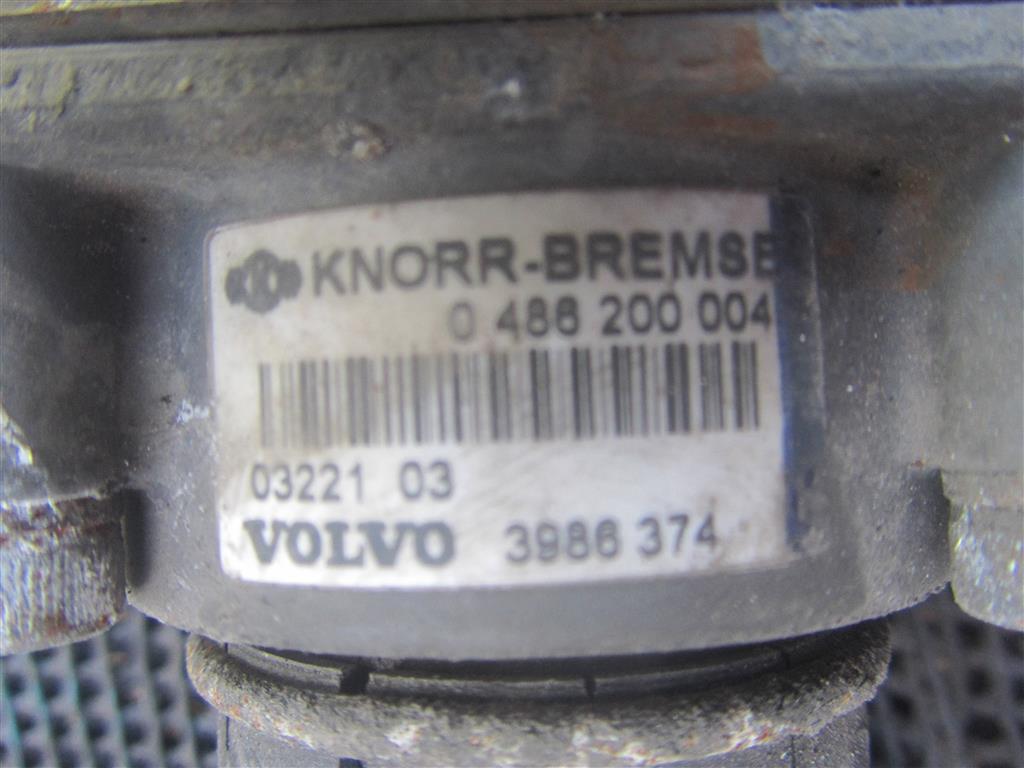 KNORR-BREMSE
0 486 200 004
03221 03
VOLVO 3986 374